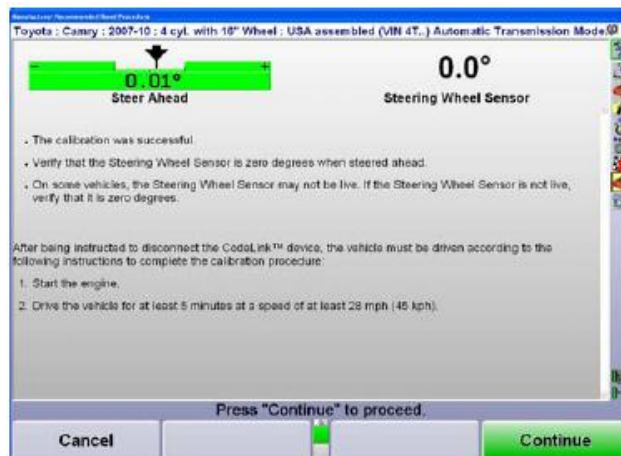 Manufacturer Recommended Reset Procedure
Toyota : Camry : 2007-10 : 4 cyl. with 16" Wheel : USA assembled (VIN 4T..) Automatic Transmission Mode
- +
0.01°
Steer Ahead
0.0°
Steering Wheel Sensor
• The calibration was successful.
• Verify that the Steering Wheel Sensor is zero degrees when steered ahead.
• On some vehicles, the Steering Wheel Sensor may not be live. If the Steering Wheel Sensor is not live,
verify that it is zero degrees.
After being instructed to disconnect the CodeLink™ device, the vehicle must be driven according to the
following instructions to complete the calibration procedure:
1. Start the engine.
2. Drive the vehicle for at least 5 minutes at a speed of at least 28 mph (45 kph).
Press "Continue" to proceed.
Cancel
Continue